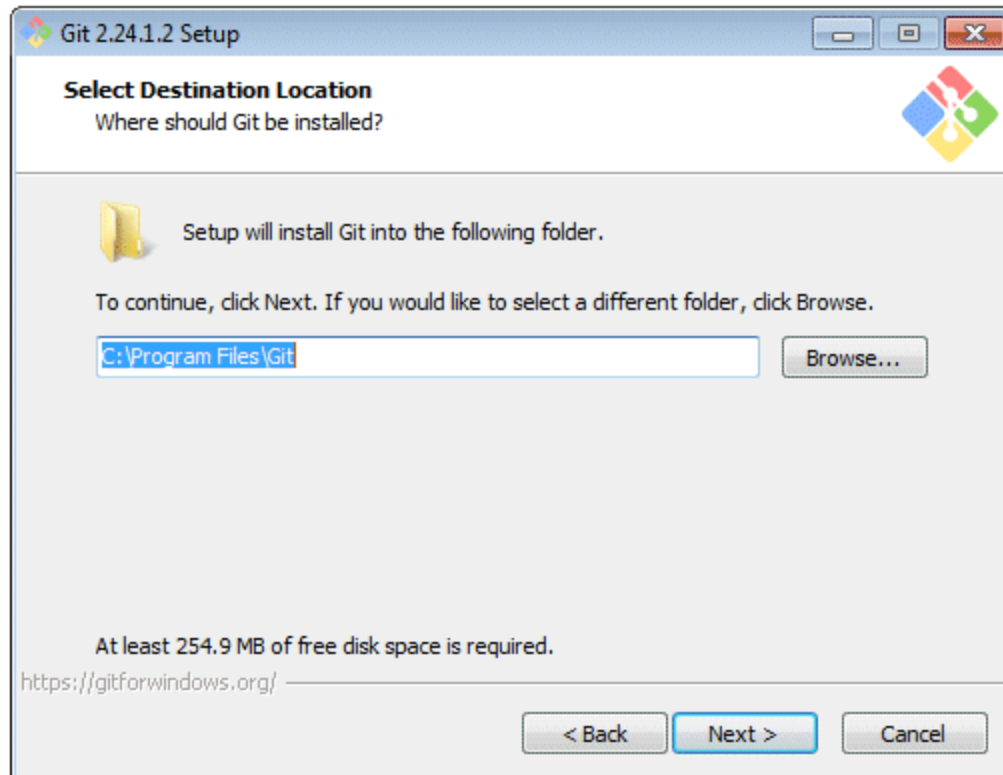 Git 2.24.1.2 Setup
Select Destination Location
Where should Git be installed?
Setup will install Git into the following folder.
To continue, click Next. If you would like to select a different folder, click Browse.
C:\Program Files\Git
Browse...
At least 254.9 MB of free disk space is required.
https://gitforwindows.org/
< Back
Next >
Cancel